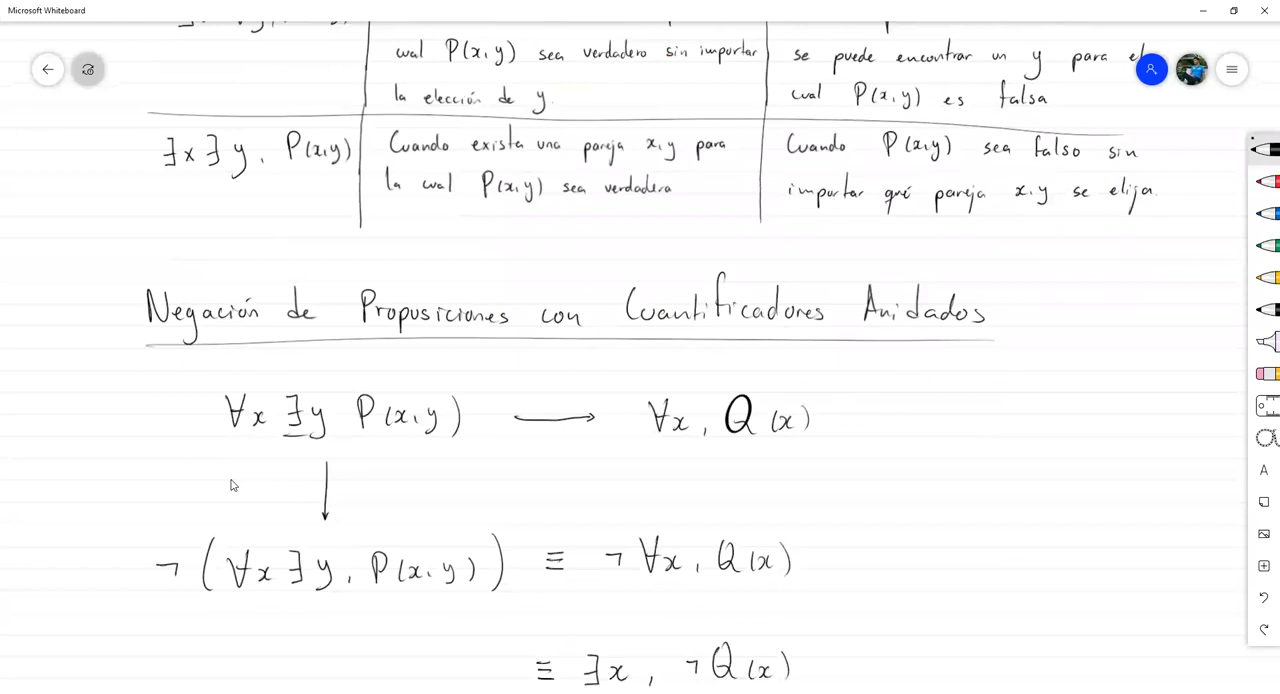 Microsoft Whiteboard
cual P(x,y) sea verdadero sin importar
la elección de y.
se puede encontrar un y para el
cual P(x,y) es falsa
∃x ∃y, P(x,y)
Cuando exista una pareja x,y para
la cual P(x,y) sea verdadera
Cuando P(x,y) sea falso sin
importar qué pareja x,y se elija.
Negación de Proposiciones con Cuantificadores Anidados
∀x ∃y P(x,y) ⟶ ∀x, Q(x)
¬(∀x ∃y, P(x,y)) ≡ ¬∀x, Q(x)
≡ ∃x, ¬Q(x)